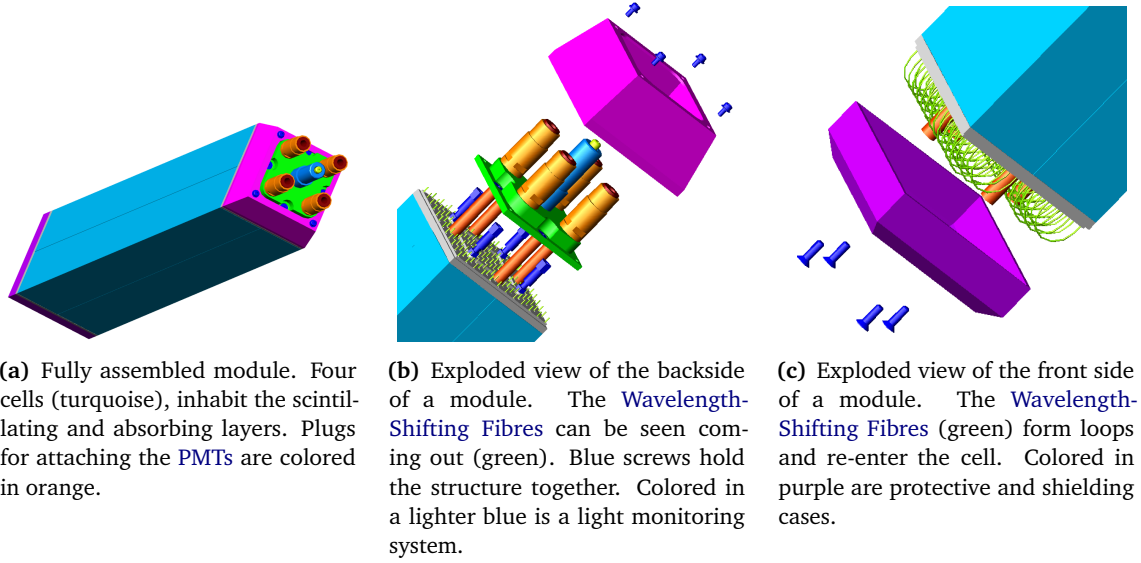 (a) Fully assembled module. Four
cells (turquoise), inhabit the scintil-
lating and absorbing layers. Plugs
for attaching the PMTs are colored
in orange.
(b) Exploded view of the backside
of a module. The Wavelength-
Shifting Fibres can be seen com-
ing out (green). Blue screws hold
the structure together. Colored in
a lighter blue is a light monitoring
system.
(c) Exploded view of the front side
of a module. The Wavelength-
Shifting Fibres (green) form loops
and re-enter the cell. Colored in
purple are protective and shielding
cases.